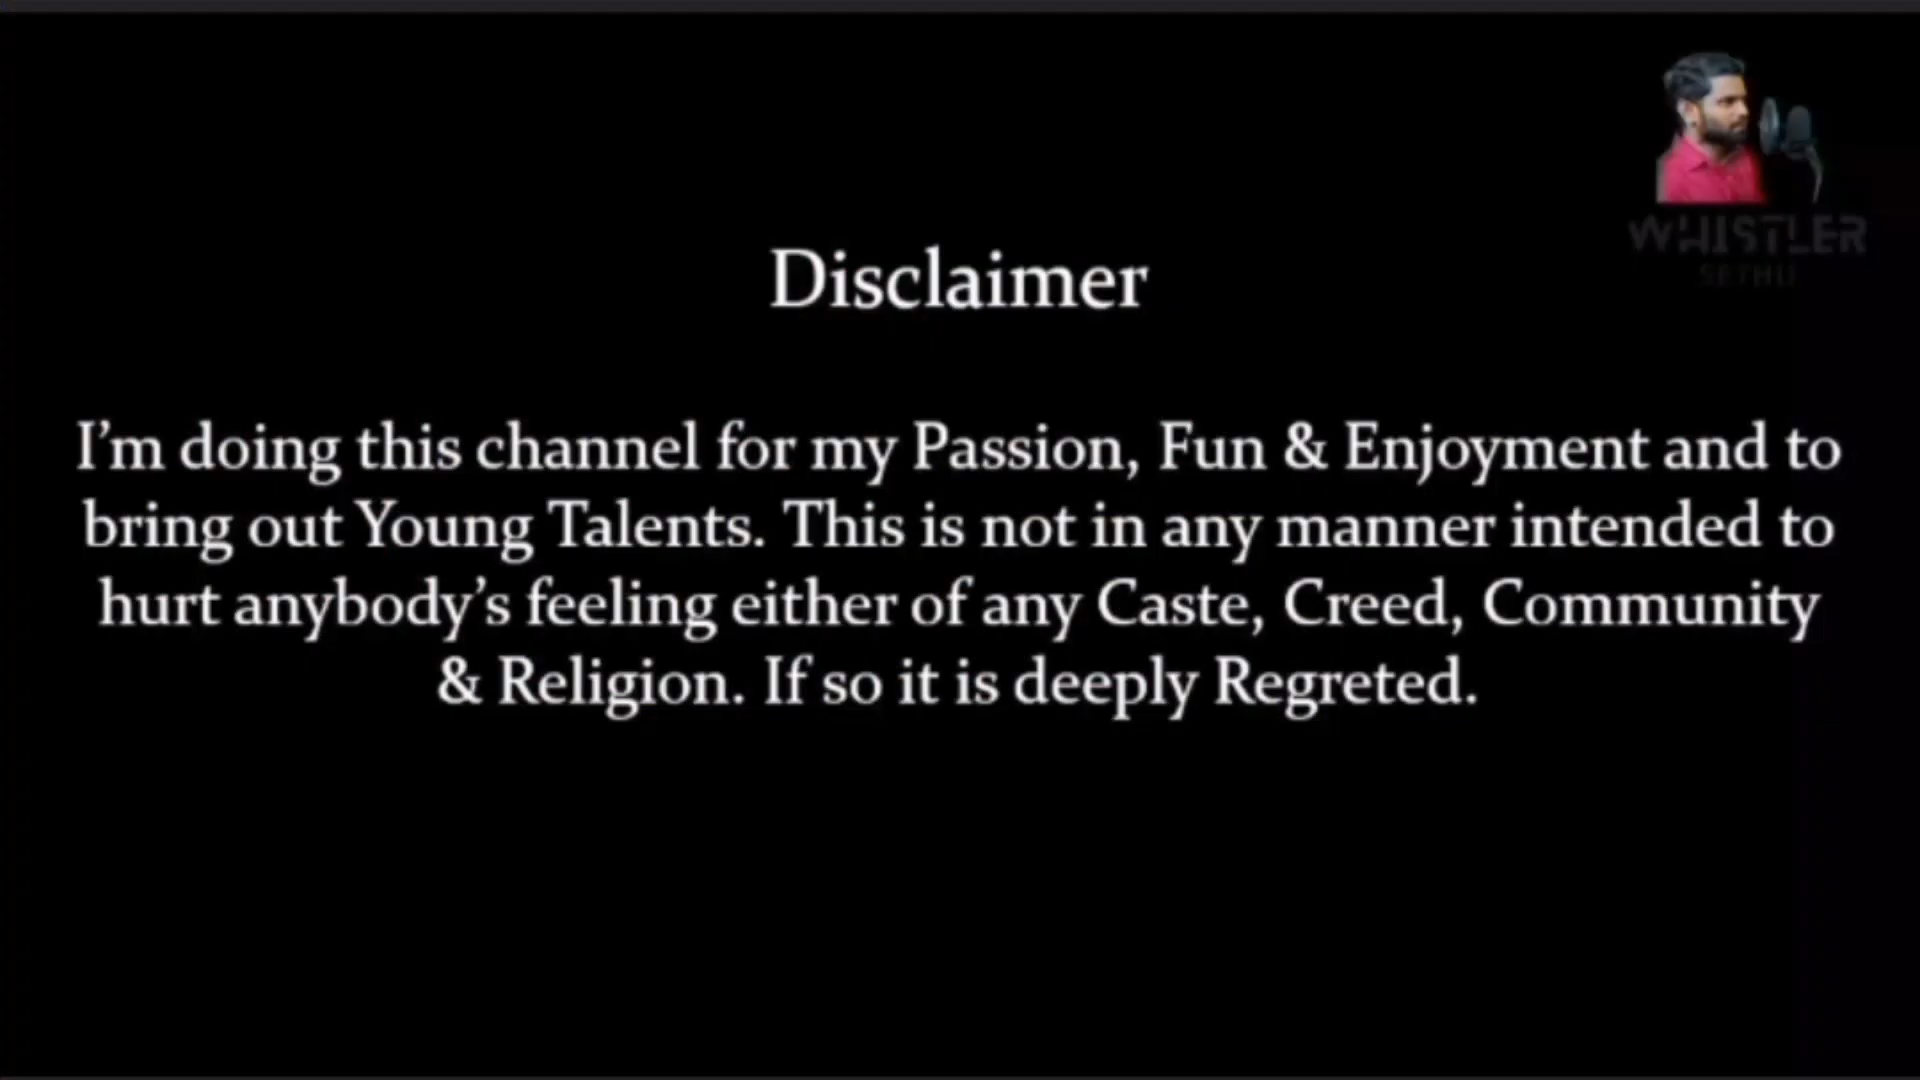 WHISTLER
SETHU
Disclaimer
I'm doing this channel for my Passion, Fun & Enjoyment and to
bring out Young Talents. This is not in any manner intended to
hurt anybody's feeling either of any Caste, Creed, Community
& Religion. If so it is deeply Regreted.